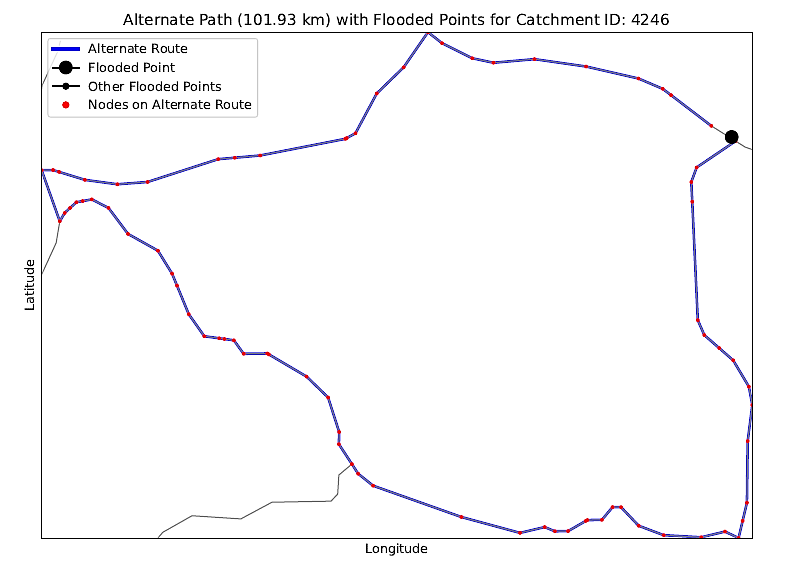 Alternate Path (101.93 km) with Flooded Points for Catchment ID: 4246
Alternate Route
Flooded Point
Other Flooded Points
Nodes on Alternate Route
Latitude
Longitude